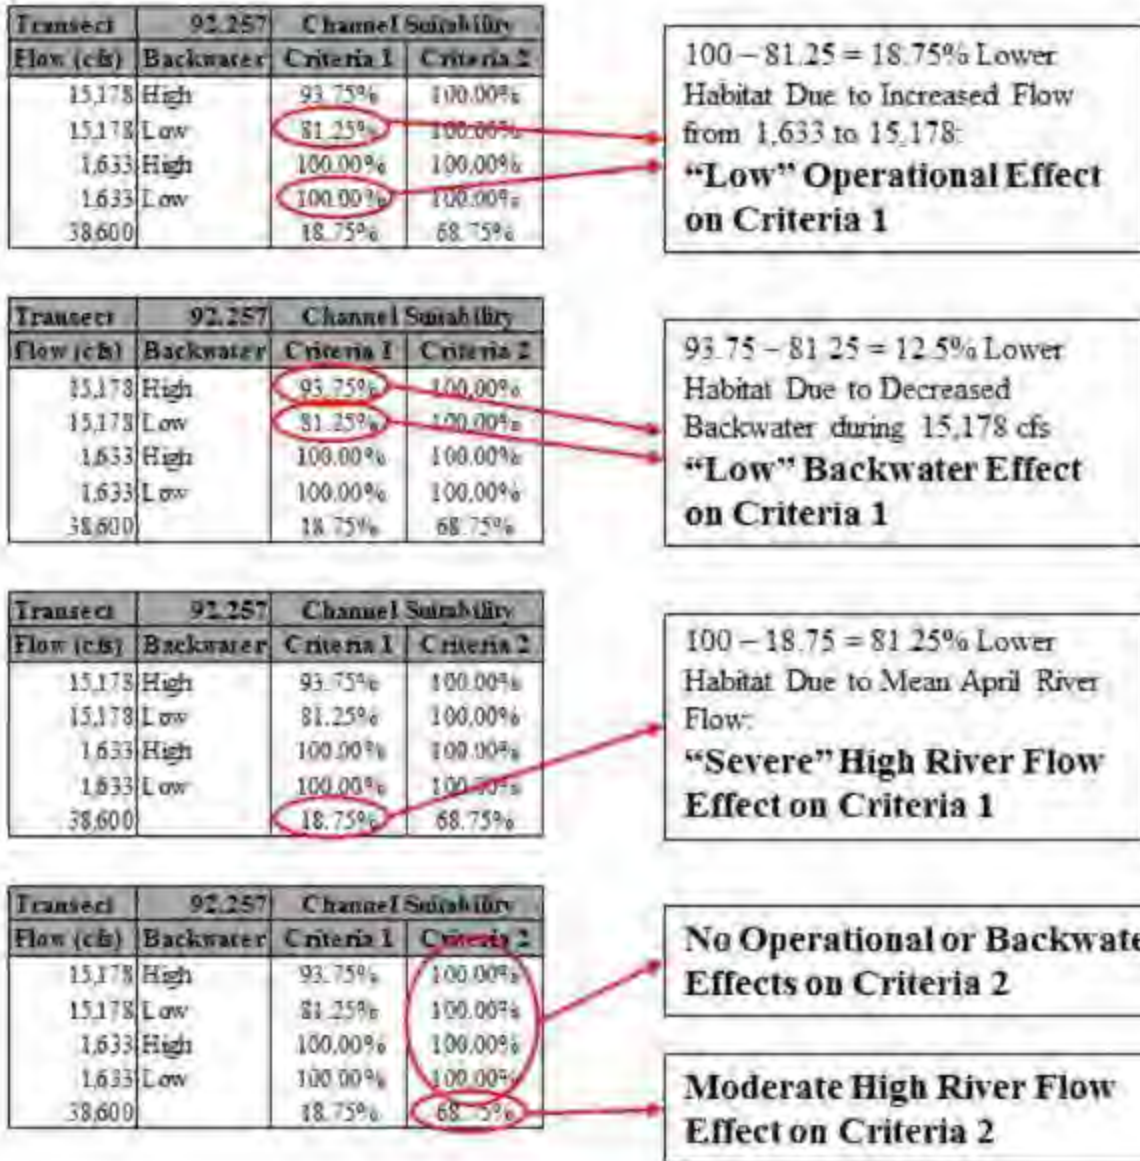 Transect 92.257 Channel Suitability
Flow (cfs) Backwater Criteria 1 Criteria 2
15,178 High 93.75% 100.00%
15,178 Low 81.25% 100.00%
1,633 High 100.00% 100.00%
1,633 Low 100.00% 100.00%
38,600 18.75% 68.75%
100 – 81.25 = 18.75% Lower
Habitat Due to Increased Flow
from 1,633 to 15,178:
“Low” Operational Effect
on Criteria 1
Transect 92.257 Channel Suitability
Flow (cfs) Backwater Criteria 1 Criteria 2
15,178 High 93.75% 100.00%
15,178 Low 81.25% 100.00%
1,633 High 100.00% 100.00%
1,633 Low 100.00% 100.00%
38,600 18.75% 68.75%
93.75 – 81.25 = 12.5% Lower
Habitat Due to Decreased
Backwater during 15,178 cfs
“Low” Backwater Effect
on Criteria 1
Transect 92.257 Channel Suitability
Flow (cfs) Backwater Criteria 1 Criteria 2
15,178 High 93.75% 100.00%
15,178 Low 81.25% 100.00%
1,633 High 100.00% 100.00%
1,633 Low 100.00% 100.00%
38,600 18.75% 68.75%
100 – 18.75 = 81.25% Lower
Habitat Due to Mean April River
Flow:
“Severe” High River Flow
Effect on Criteria 1
Transect 92.257 Channel Suitability
Flow (cfs) Backwater Criteria 1 Criteria 2
15,178 High 93.75% 100.00%
15,178 Low 81.25% 100.00%
1,633 High 100.00% 100.00%
1,633 Low 100.00% 100.00%
38,600 18.75% 68.75%
No Operational or Backwate
Effects on Criteria 2
Moderate High River Flow
Effect on Criteria 2